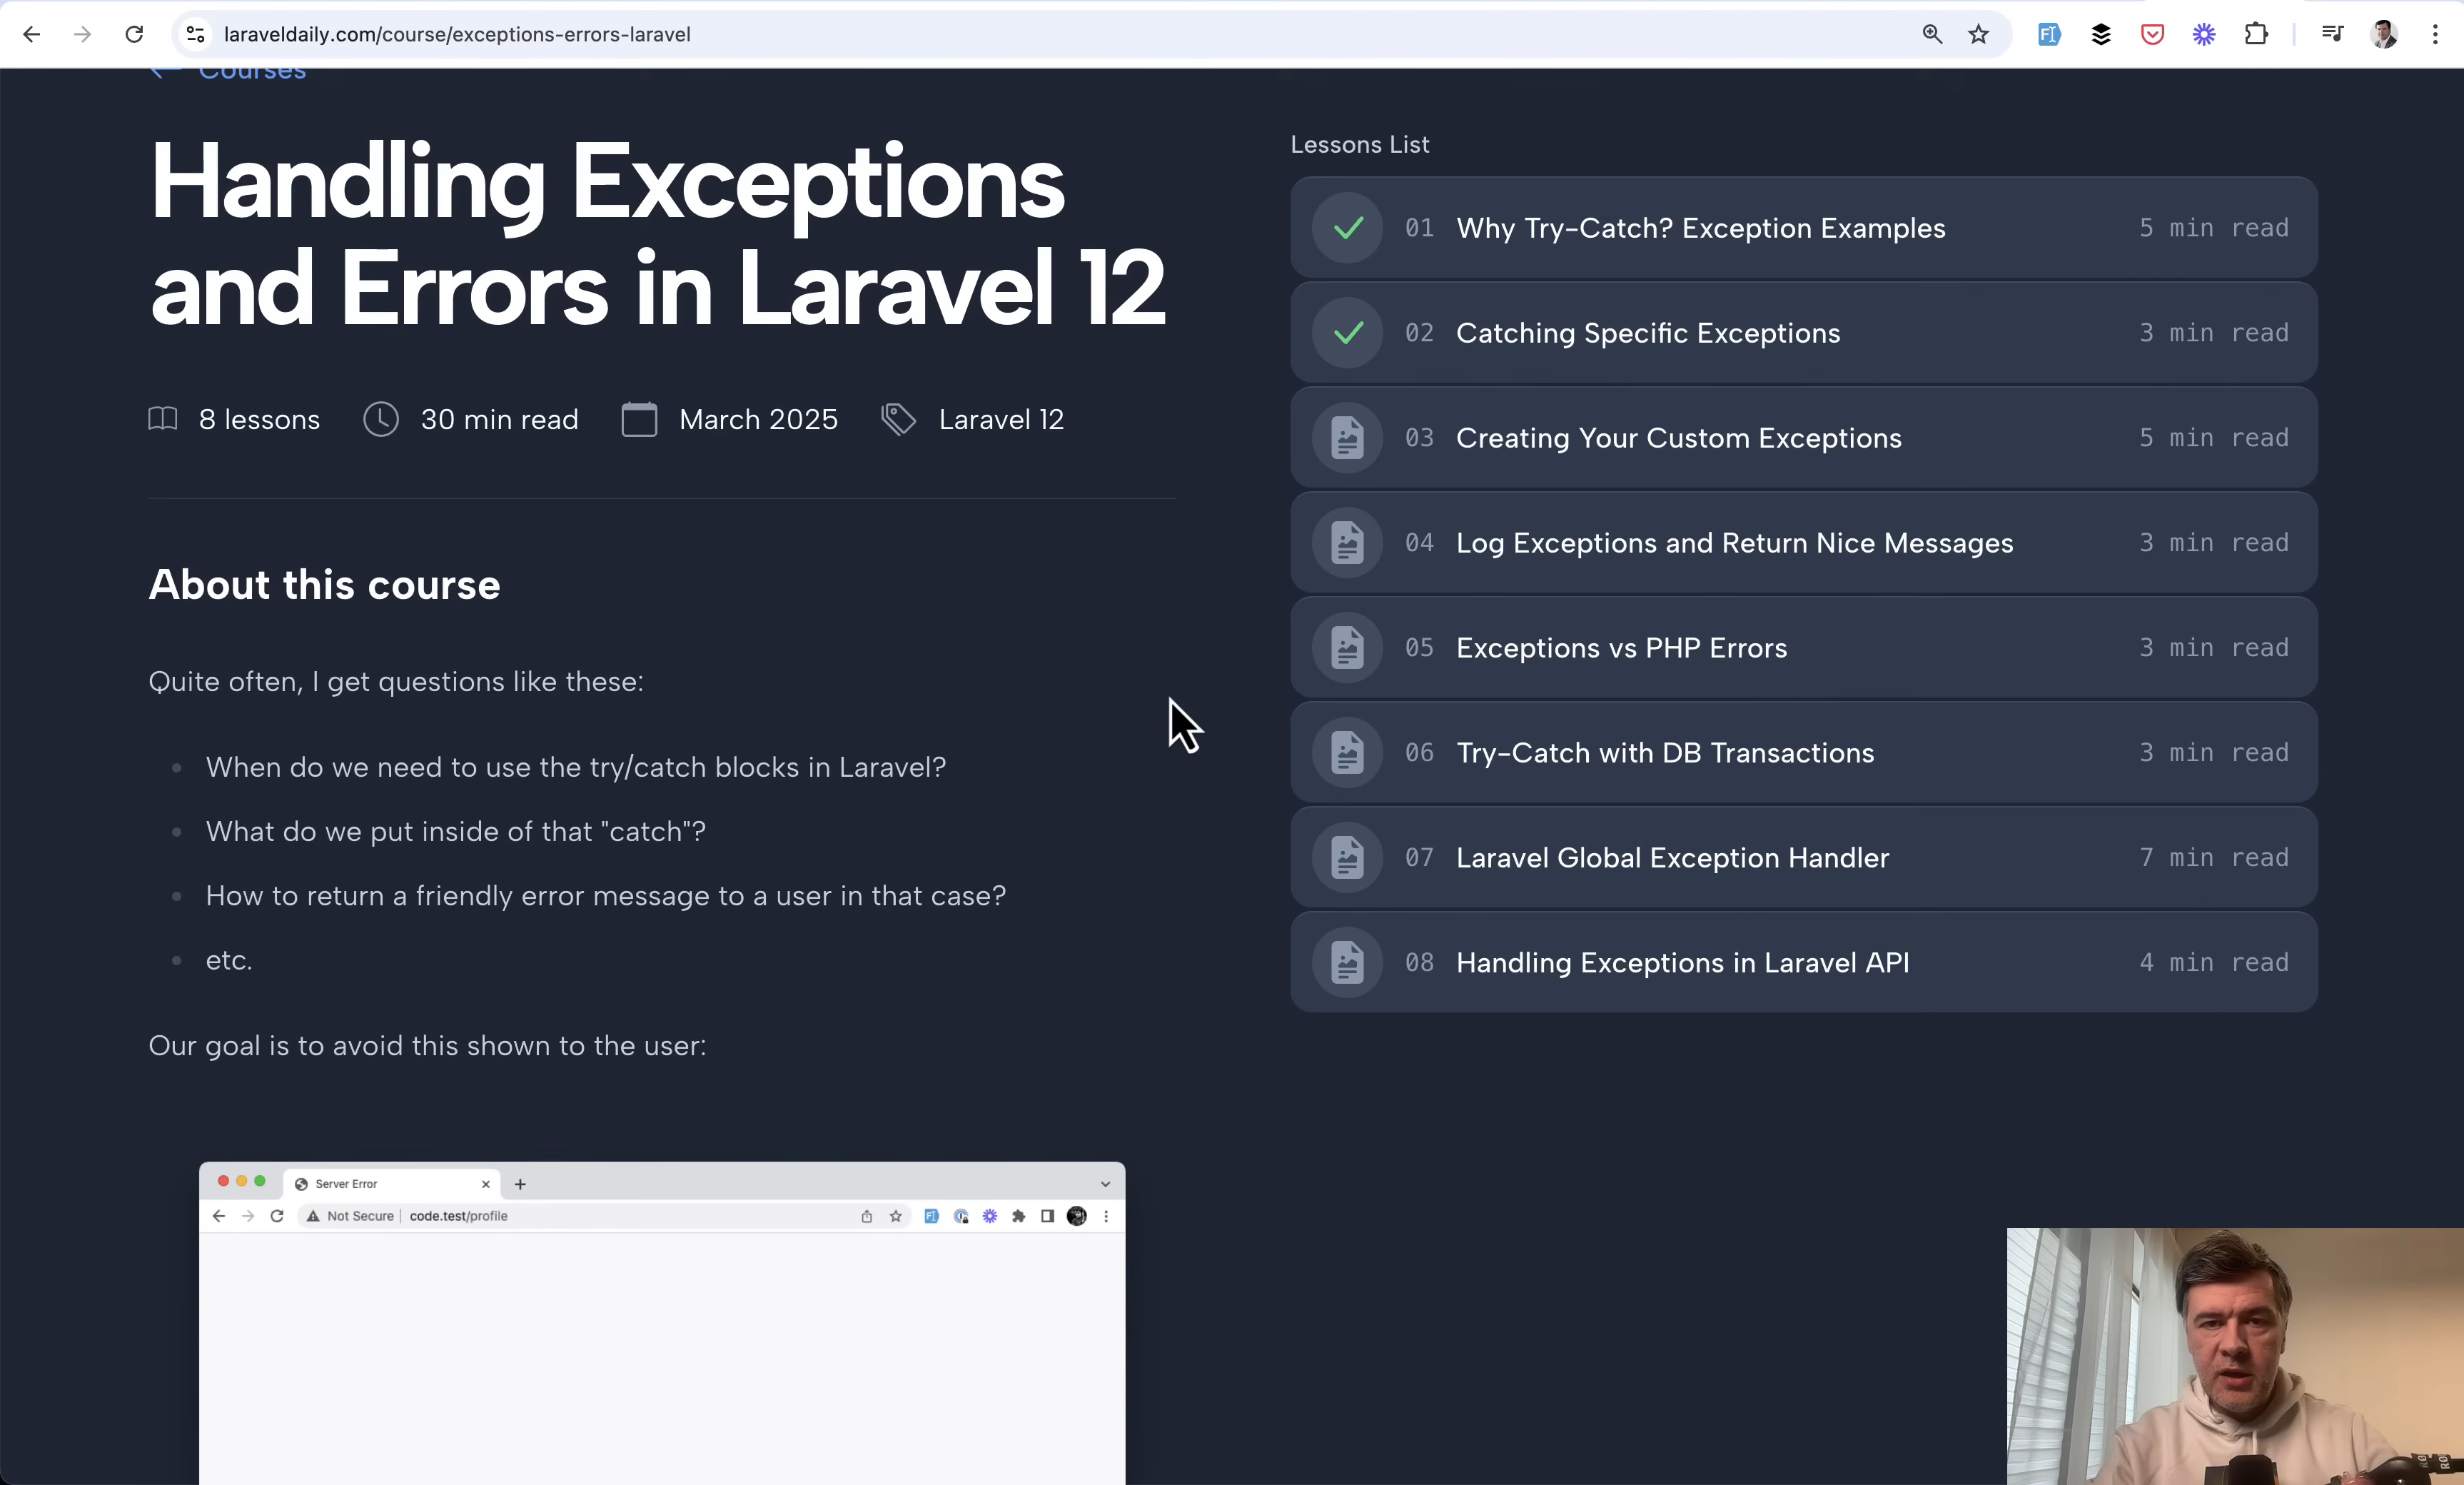 laraveldaily.com/course/exceptions-errors-laravel
Courses
Handling Exceptions
and Errors in Laravel 12
8 lessons
30 min read
March 2025
Laravel 12
About this course
Quite often, I get questions like these:
When do we need to use the try/catch blocks in Laravel?
What do we put inside of that "catch"?
How to return a friendly error message to a user in that case?
etc.
Our goal is to avoid this shown to the user:
Server Error
Not Secure
code.test/profile
Lessons List
01 Why Try-Catch? Exception Examples 5 min read
02 Catching Specific Exceptions 3 min read
03 Creating Your Custom Exceptions 5 min read
04 Log Exceptions and Return Nice Messages 3 min read
05 Exceptions vs PHP Errors 3 min read
06 Try-Catch with DB Transactions 3 min read
07 Laravel Global Exception Handler 7 min read
08 Handling Exceptions in Laravel API 4 min read